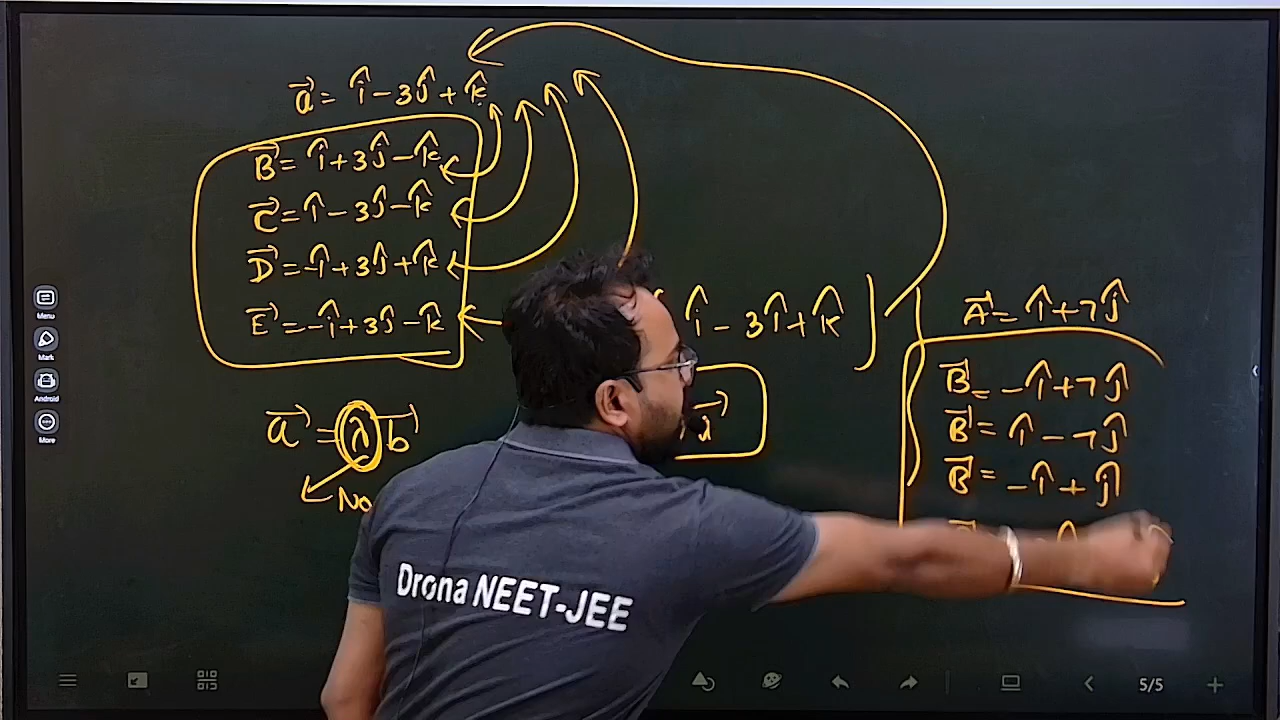 a⃗ = î - 3ĵ + k̂
B⃗ = î + 3ĵ - k̂
C⃗ = î - 3ĵ - k̂
D⃗ = -î + 3ĵ + k̂
E⃗ = -î + 3ĵ - k̂
a⃗ = λ b⃗
No
î - 3ĵ + k̂ ]
A⃗ = î + 7ĵ
B⃗ = -î + 7ĵ
B⃗ = î - 7ĵ
B⃗ = -î + ĵ
Drona NEET-JEE
Menu
Mark
Android
More
5/5